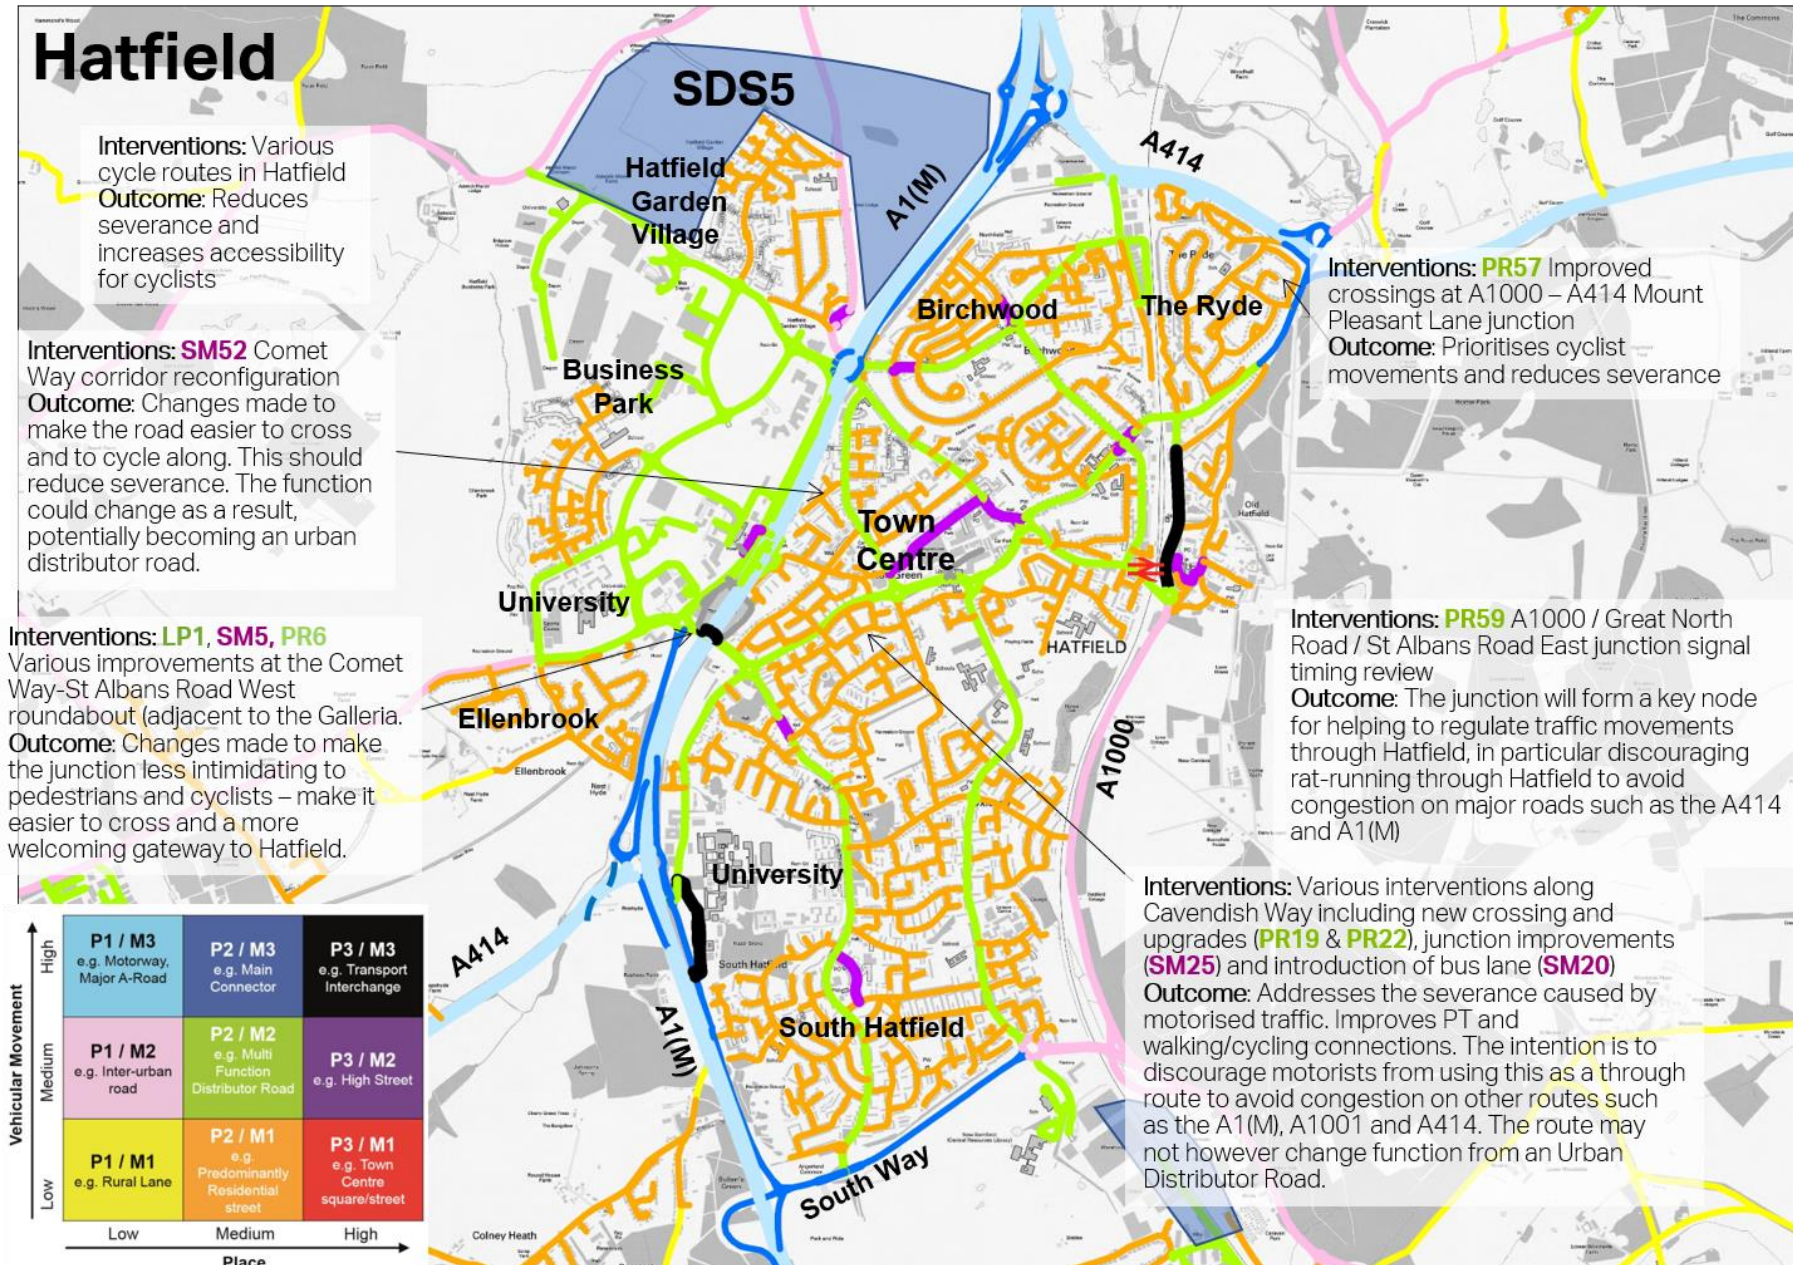 Hatfield
SDS5
Hatfield
Garden
Village
A1(M)
A414
Birchwood
The Ryde
Business
Park
Town
Centre
University
Ellenbrook
HATFIELD
Old
Hatfield
Ellenbrook
A1000
University
A414
South Hatfield
South Hatfield
A1(M)
South Way
Colney Heath
Interventions: Various
cycle routes in Hatfield
Outcome: Reduces
severance and
increases accessibility
for cyclists
Interventions: SM52 Comet
Way corridor reconfiguration
Outcome: Changes made to
make the road easier to cross
and to cycle along. This should
reduce severance. The function
could change as a result,
potentially becoming an urban
distributor road.
Interventions: LP1, SM5, PR6
Various improvements at the Comet
Way-St Albans Road West
roundabout (adjacent to the Galleria.
Outcome: Changes made to make
the junction less intimidating to
pedestrians and cyclists – make it
easier to cross and a more
welcoming gateway to Hatfield.
Interventions: PR57 Improved
crossings at A1000 – A414 Mount
Pleasant Lane junction
Outcome: Prioritises cyclist
movements and reduces severance
Interventions: PR59 A1000 / Great North
Road / St Albans Road East junction signal
timing review
Outcome: The junction will form a key node
for helping to regulate traffic movements
through Hatfield, in particular discouraging
rat-running through Hatfield to avoid
congestion on major roads such as the A414
and A1(M)
Interventions: Various interventions along
Cavendish Way including new crossing and
upgrades (PR19 & PR22), junction improvements
(SM25) and introduction of bus lane (SM20)
Outcome: Addresses the severance caused by
motorised traffic. Improves PT and
walking/cycling connections. The intention is to
discourage motorists from using this as a through
route to avoid congestion on other routes such
as the A1(M), A1001 and A414. The route may
not however change function from an Urban
Distributor Road.
Vehicular Movement
High
Medium
Low
P1 / M3
e.g. Motorway,
Major A-Road
P2 / M3
e.g. Main
Connector
P3 / M3
e.g. Transport
Interchange
P1 / M2
e.g. Inter-urban
road
P2 / M2
e.g. Multi
Function
Distributor Road
P3 / M2
e.g. High Street
P1 / M1
e.g. Rural Lane
P2 / M1
e.g.
Predominantly
Residential
street
P3 / M1
e.g. Town
Centre
square/street
Low
Medium
High
Place